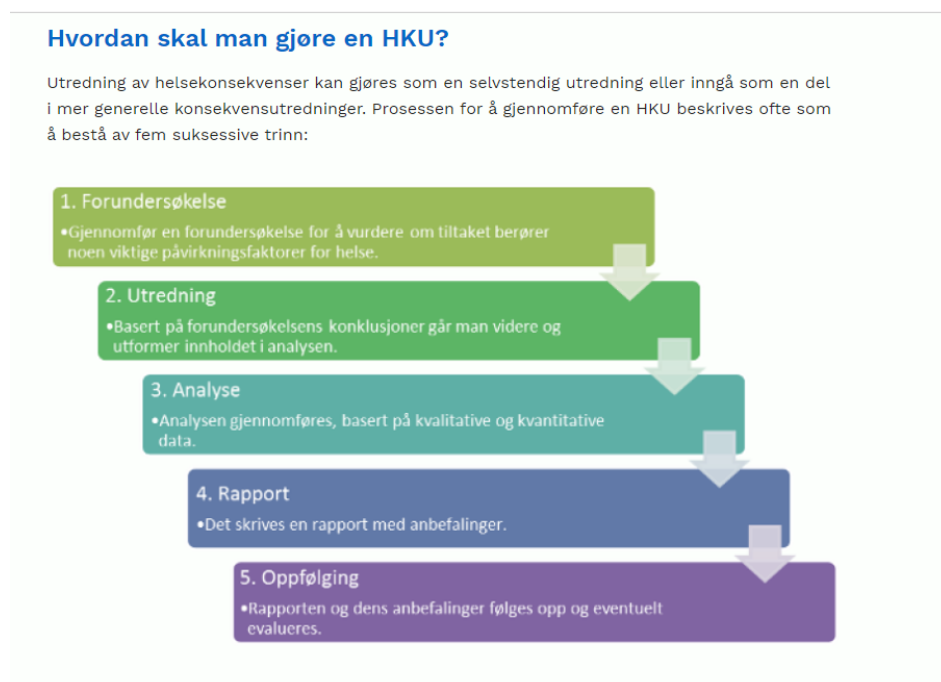 Hvordan skal man gjøre en HKU?
Utredning av helsekonsekvenser kan gjøres som en selvstendig utredning eller inngå som en del
i mer generelle konsekvensutredninger. Prosessen for å gjennomføre en HKU beskrives ofte som
å bestå av fem suksessive trinn:
1. Forundersøkelse
•Gjennomfør en forundersøkelse for å vurdere om tiltaket berører
noen viktige påvirkningsfaktorer for helse.
2. Utredning
•Basert på forundersøkelsens konklusjoner går man videre og
utformer innholdet i analysen.
3. Analyse
•Analysen gjennomføres, basert på kvalitative og kvantitative
data.
4. Rapport
•Det skrives en rapport med anbefalinger.
5. Oppfølging
•Rapporten og dens anbefalinger følges opp og eventuelt
evalueres.